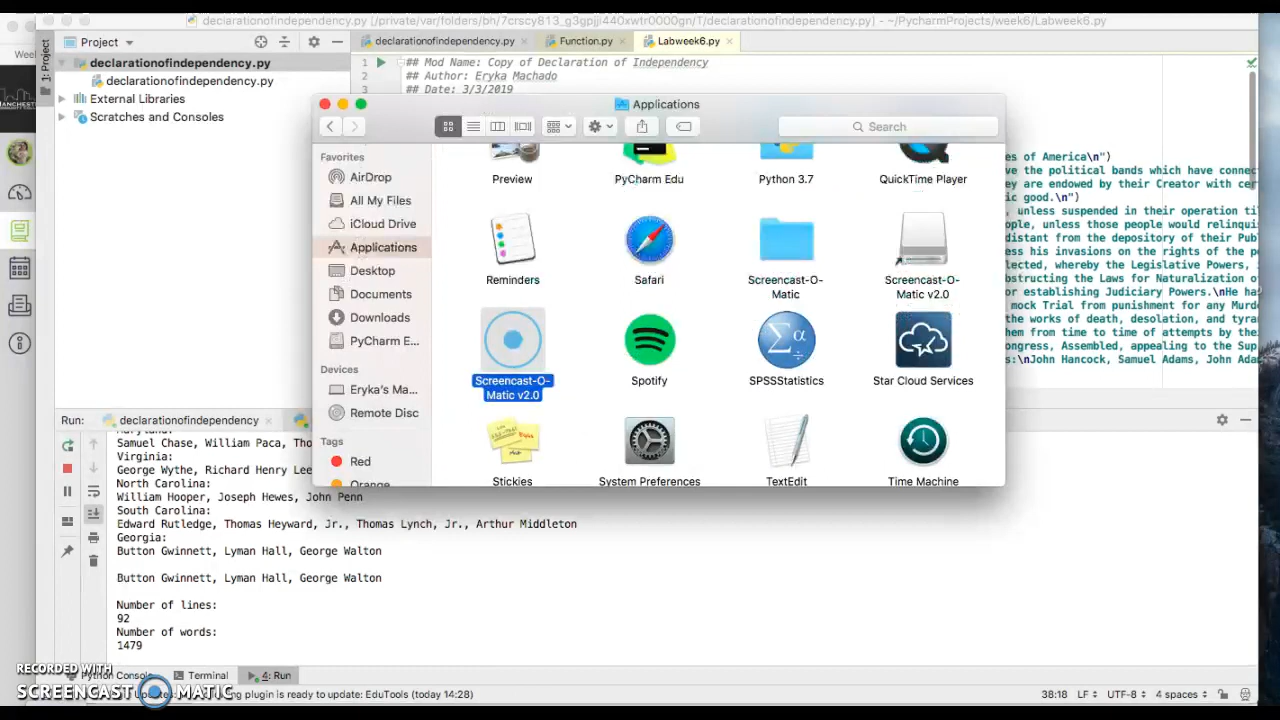 declarationofindependency.py [/private/var/folders/bh/7crscy813_g3gpjjl440xwtr0000gn/T/declarationofindependency.py] - ~/PycharmProjects/week6/Labweek6.py
Project
declarationofindependency.py
Function.py
Labweek6.py
1: Project
declarationofindependency.py
declarationofindependency.py
External Libraries
Scratches and Consoles
1
## Mod Name: Copy of Declaration of Independency
2
## Author: Eryka Machado
3
## Date: 3/3/2019
Applications
Search
Favorites
AirDrop
All My Files
iCloud Drive
Applications
Desktop
Documents
Downloads
PyCharm E...
Devices
Eryka's Ma...
Remote Disc
Tags
Red
Orange
Preview
PyCharm Edu
Python 3.7
QuickTime Player
Reminders
Safari
Screencast-O-
Matic
Screencast-O-
Matic v2.0
Screencast-O-
Matic v2.0
Spotify
SPSSStatistics
Star Cloud Services
Stickies
System Preferences
TextEdit
Time Machine
es of America\n")
ve the political bands which have connec
ey are endowed by their Creator with cer
ic good.\n")
, unless suspended in their operation ti
ople, unless those people would relinqui
distant from the depository of their Pub
ess his invasions on the rights of the p
lected, whereby the Legislative Powers, i
bstructing the Laws for Naturalization of
or establishing Judiciary Powers.\nHe has
mock Trial from punishment for any Murde
the works of death, desolation, and tyra
hem from time to time of attempts by the
ongress, Assembled, appealing to the Sup
s:\nJohn Hancock, Samuel Adams, John Adam
Run:
declarationofindependency
Samuel Chase, William Paca, Tho
Virginia:
George Wythe, Richard Henry Lee
North Carolina:
William Hooper, Joseph Hewes, John Penn
South Carolina:
Edward Rutledge, Thomas Heyward, Jr., Thomas Lynch, Jr., Arthur Middleton
Georgia:
Button Gwinnett, Lyman Hall, George Walton
Button Gwinnett, Lyman Hall, George Walton
Number of lines:
92
Number of words:
1479
RECORDED WITH
SCREENCAST MATIC
Python Console
Terminal
4: Run
plugin is ready to update: EduTools (today 14:28)
38:18
LF
UTF-8
4 spaces